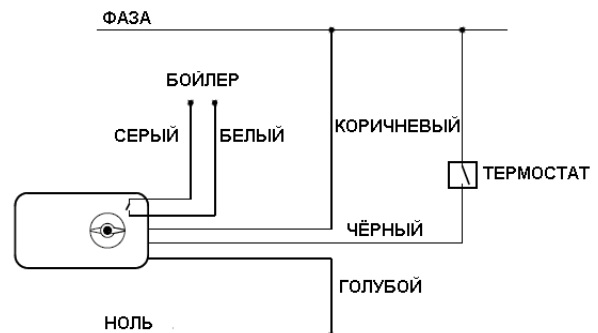 ФАЗА
БОЙЛЕР
СЕРЫЙ
БЕЛЫЙ
КОРИЧНЕВЫЙ
ТЕРМОСТАТ
ЧЁРНЫЙ
ГОЛУБОЙ
НОЛЬ